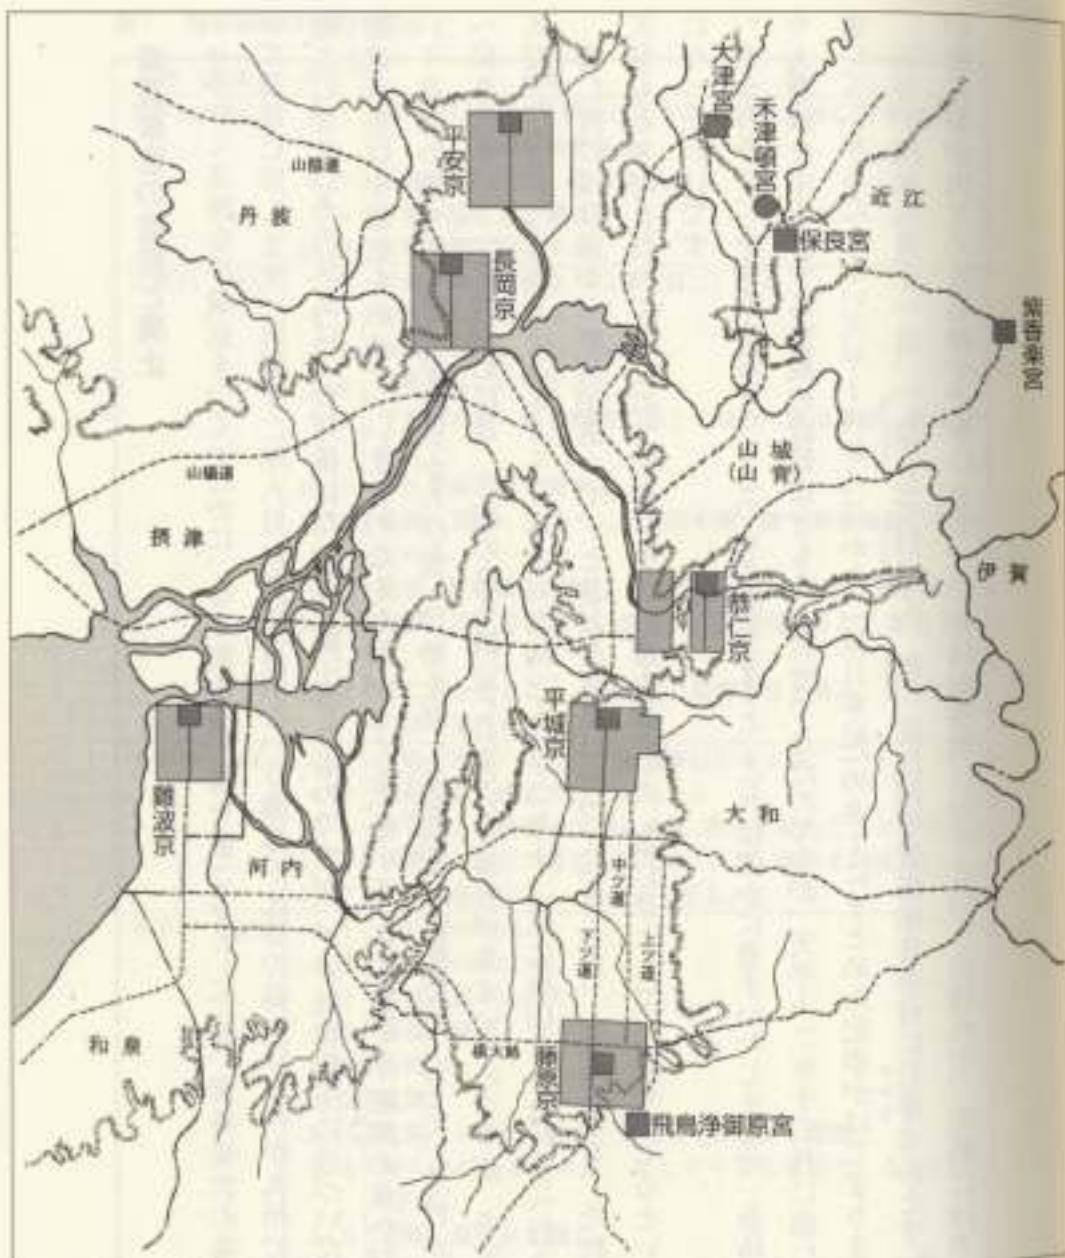 大津宮
禾津頓宮
近江
保良宮
紫香楽宮
平安京
山陰道
丹波
長岡京
山城
(山背)
山陽道
摂津
伊賀
恭仁京
平城京
難波京
大和
河内
中ツ道
下ツ道
上ツ道
和泉
横大路
藤原京
飛鳥浄御原宮